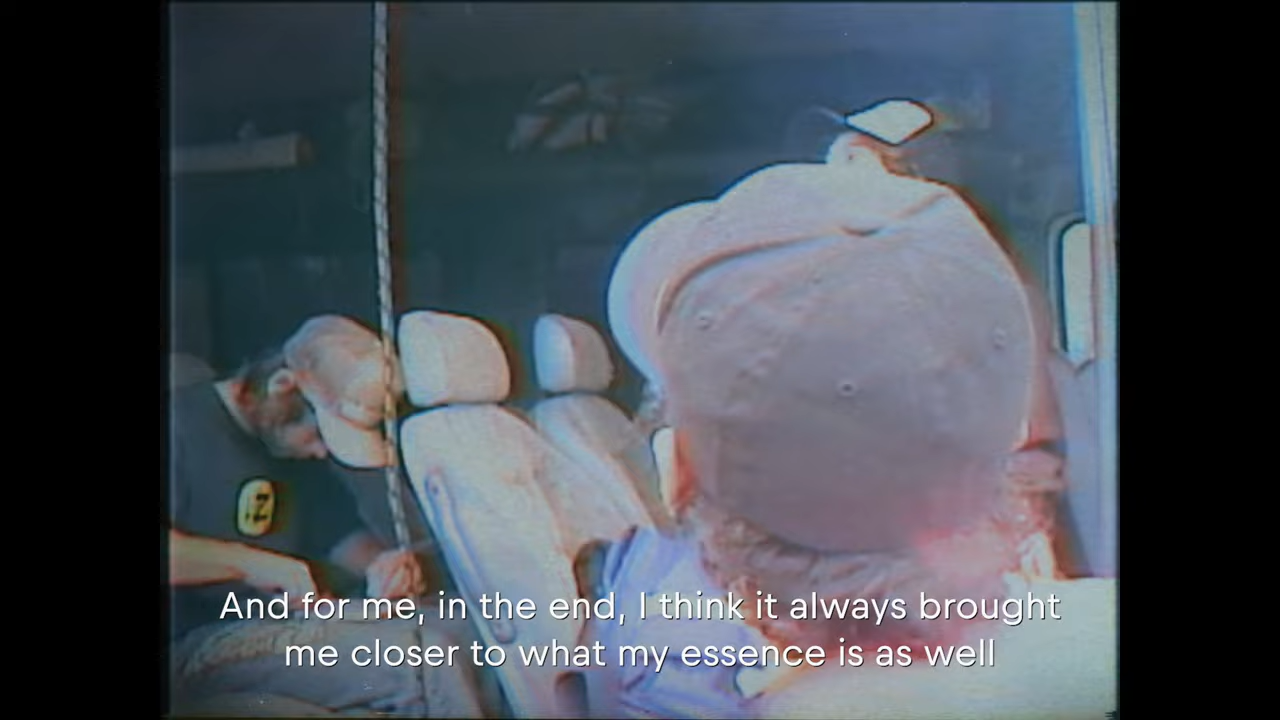 And for me, in the end, I think it always brought
me closer to what my essence is as well